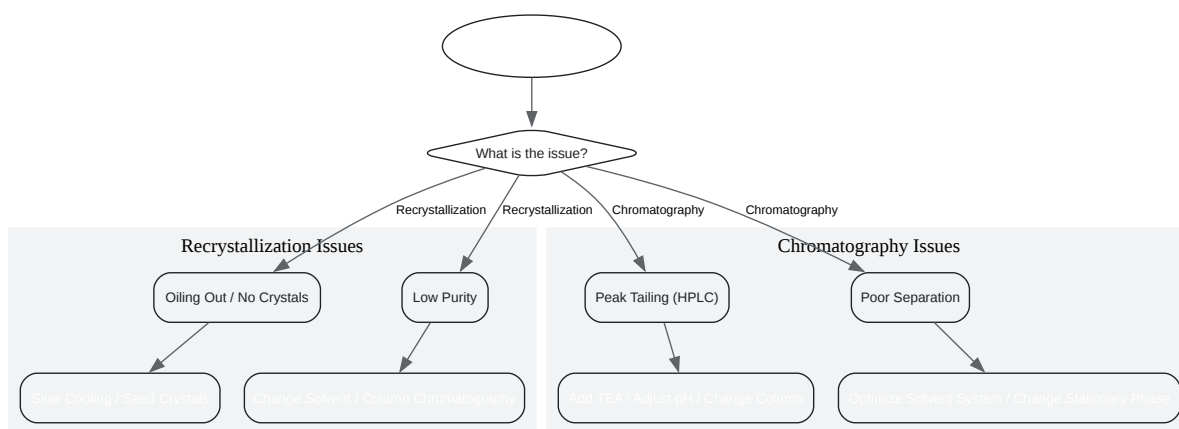 What is the issue?
Recrystallization
Recrystallization
Chromatography
Chromatography
Recrystallization Issues
Chromatography Issues
Oiling Out / No Crystals
Low Purity
Peak Tailing (HPLC)
Poor Separation
Slow Cooling / Seed Crystals
Change Solvent / Column Chromatography
Add TEA / Adjust pH / Change Column
Optimize Solvent System / Change Stationary Phase